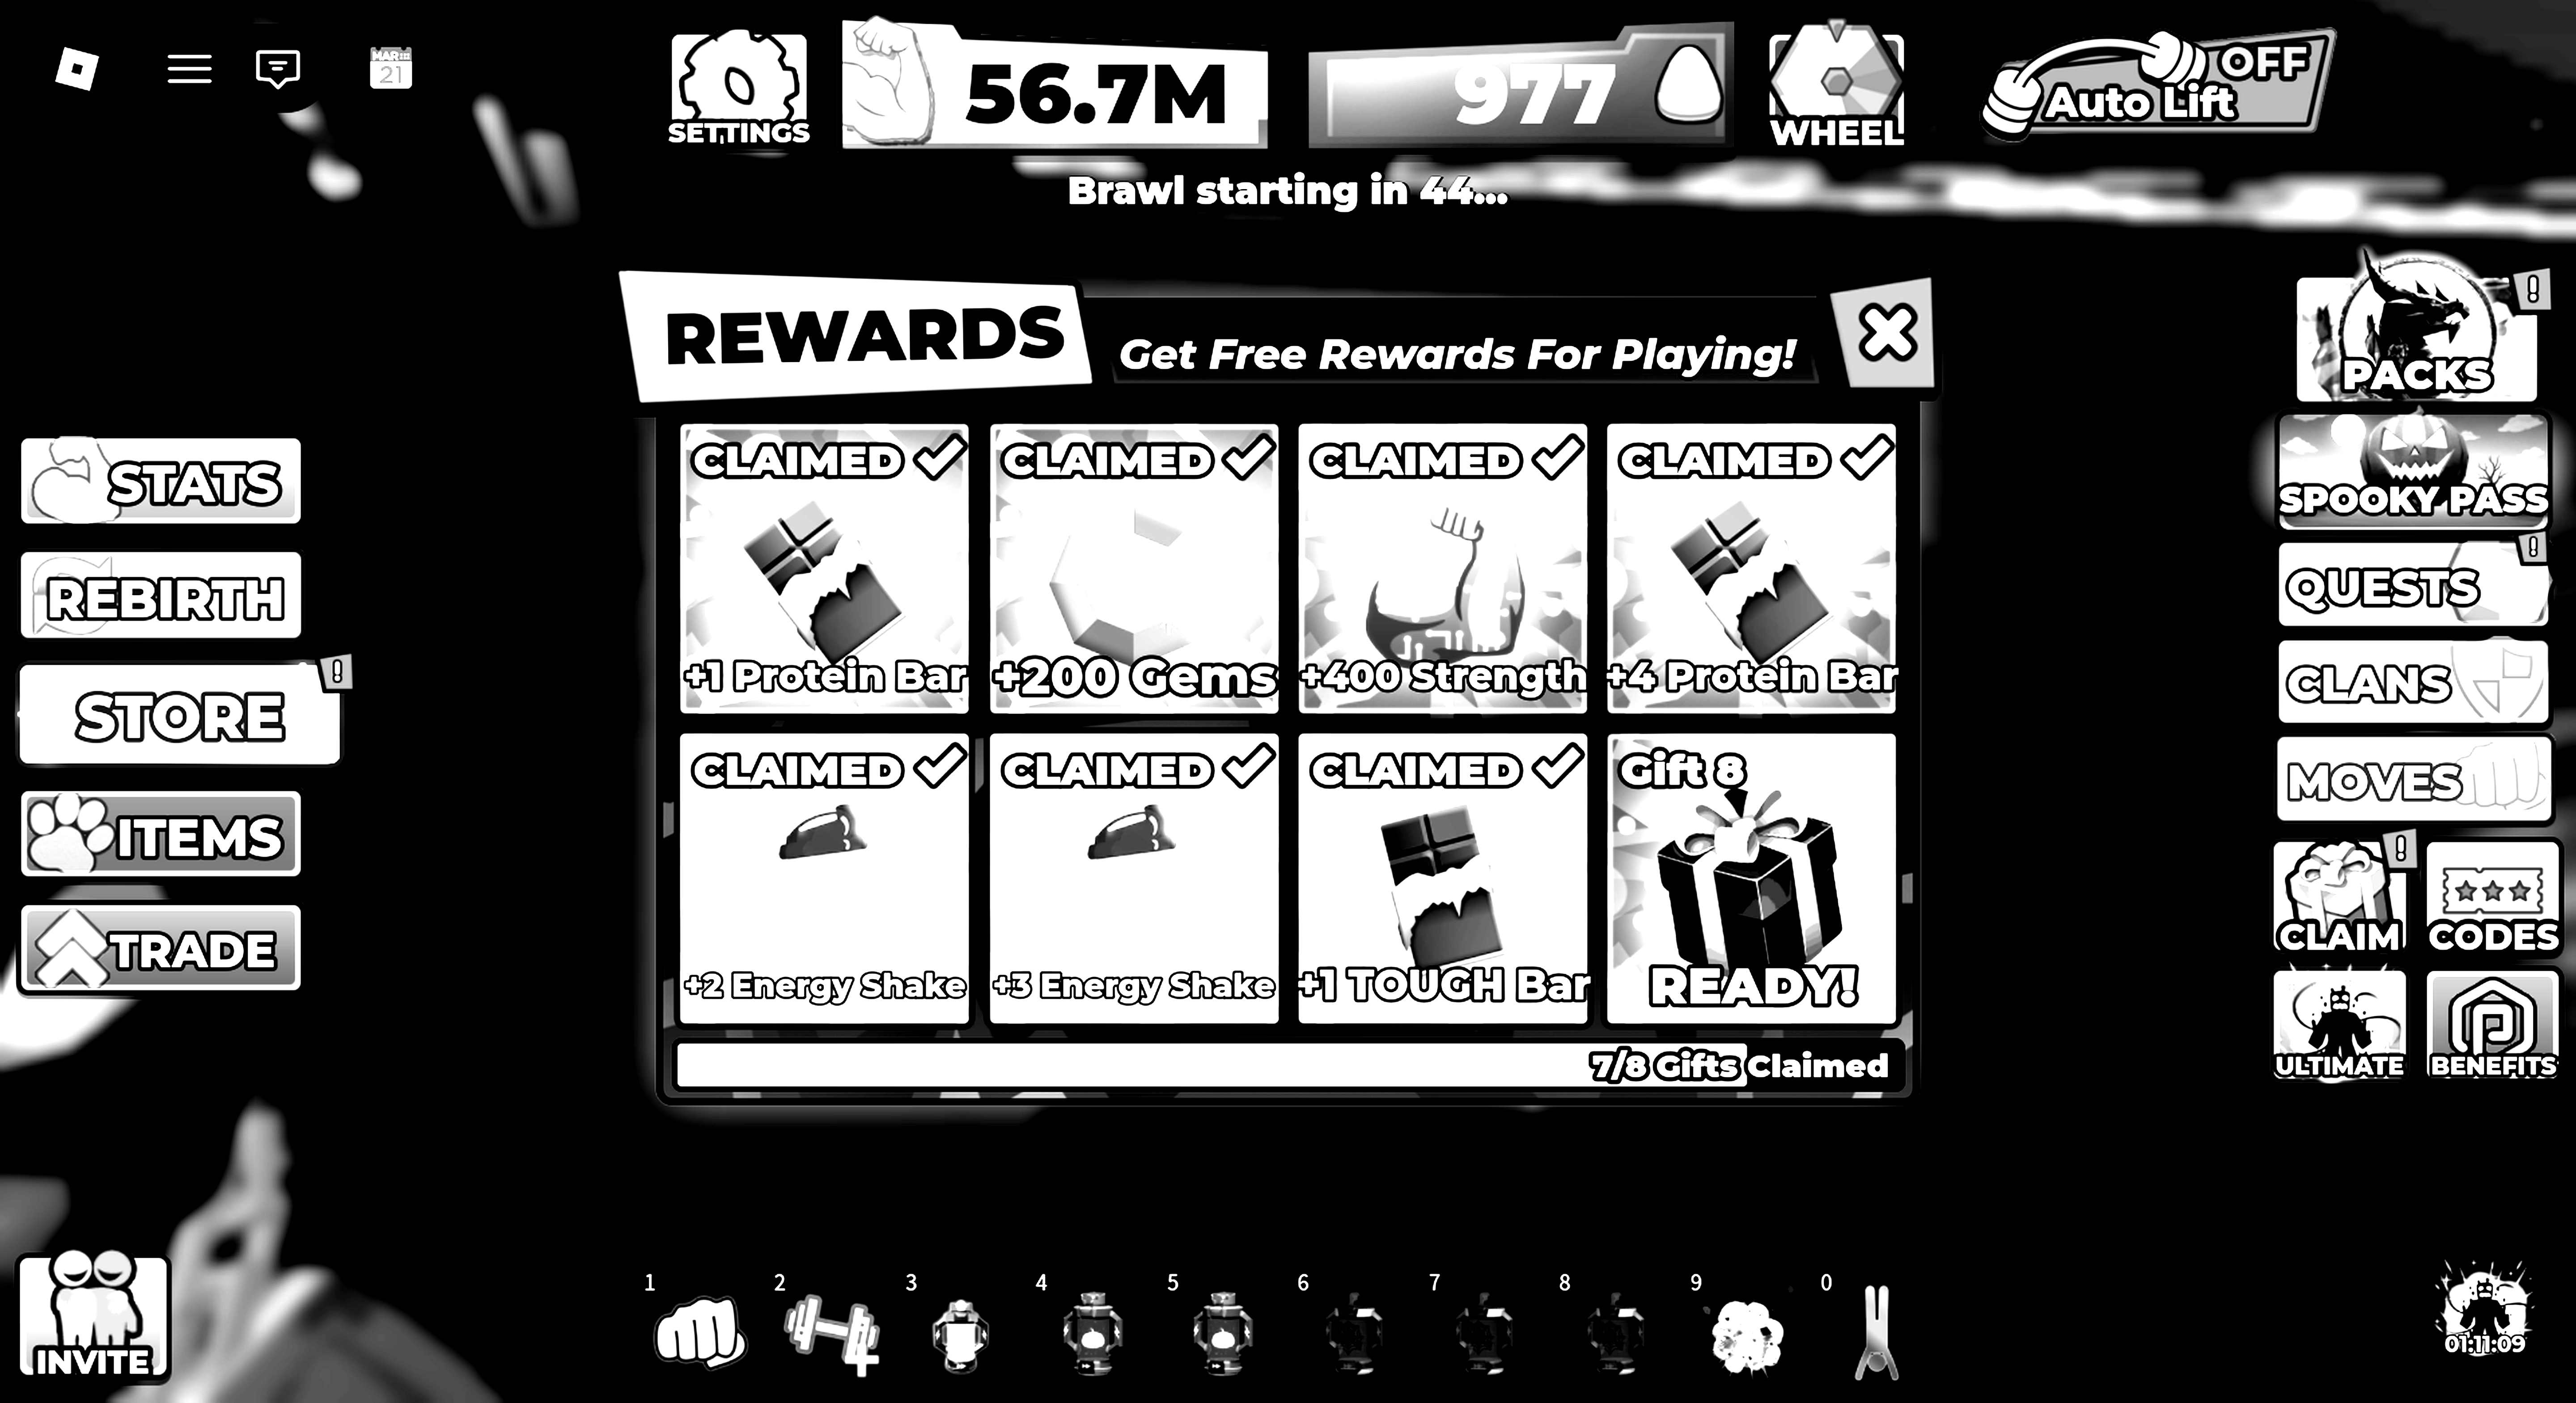 MAR
21
SETTINGS
56.7M
977
WHEEL
OFF
Auto Lift
Brawl starting in 44...
REWARDS
Get Free Rewards For Playing!
PACKS
!
SPOOKY PASS
QUESTS
!
CLANS
MOVES
CLAIM
!
CODES
ULTIMATE
BENEFITS
STATS
REBIRTH
STORE
!
ITEMS
TRADE
CLAIMED
+1 Protein Bar
CLAIMED
+200 Gems
CLAIMED
+400 Strength
CLAIMED
+4 Protein Bar
CLAIMED
+2 Energy Shake
CLAIMED
+3 Energy Shake
CLAIMED
+1 TOUGH Bar
Gift 8
READY!
7/8 Gifts Claimed
INVITE
1 2 3 4 5 6 7 8 9 0
01:11:09